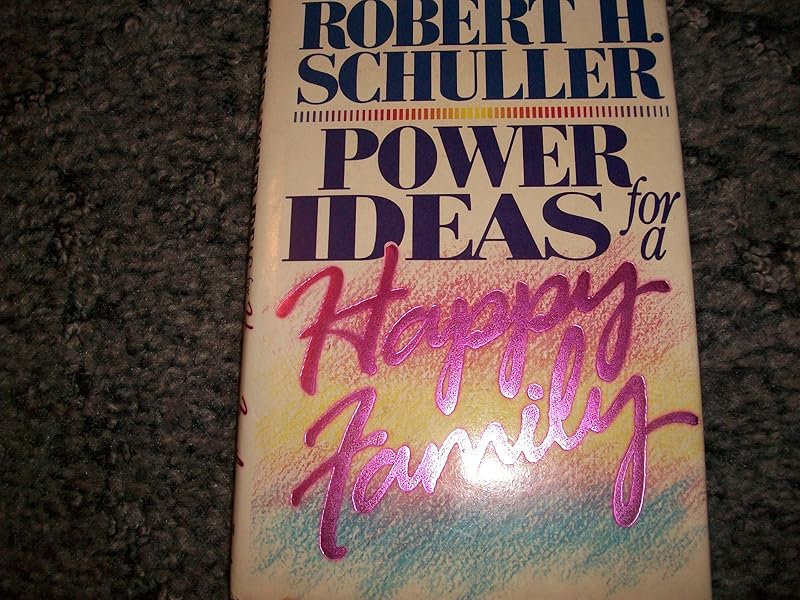 ROBERT H.
SCHULLER
POWER
IDEAS for a
Happy
Family